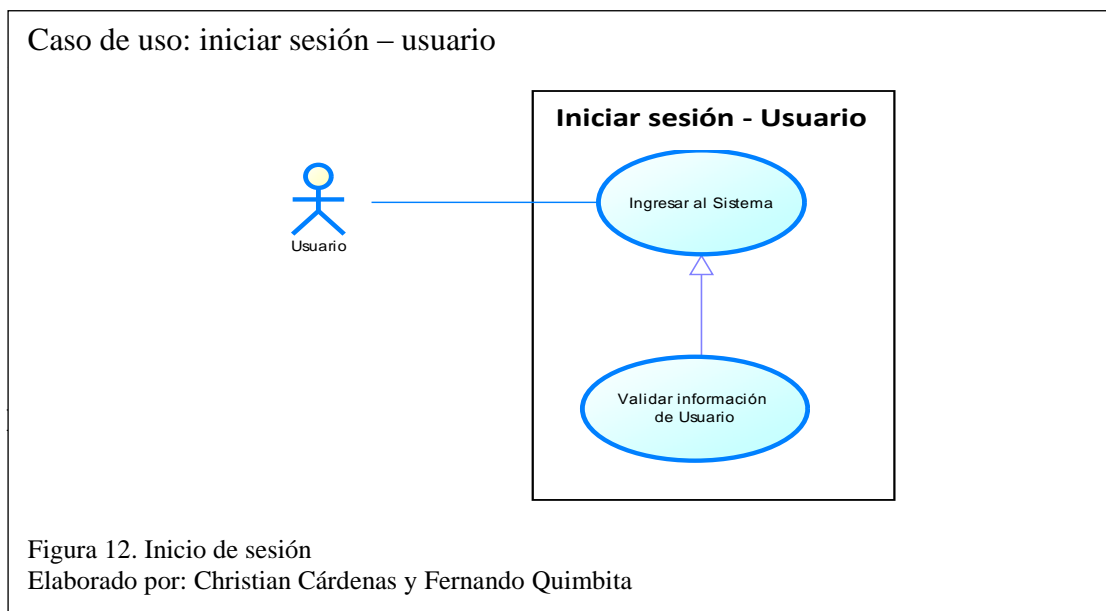 Caso de uso: iniciar sesión – usuario
Iniciar sesión - Usuario
Ingresar al Sistema
Usuario
Validar información
de Usuario
Figura 12. Inicio de sesión
Elaborado por: Christian Cárdenas y Fernando Quimbita